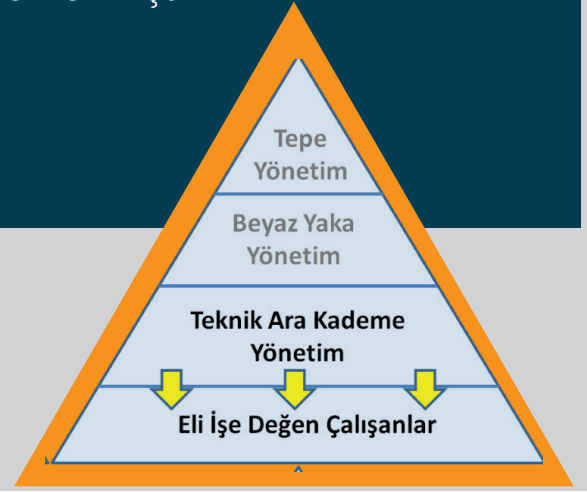 Tepe
Yönetim
Beyaz Yaka
Yönetim
Teknik Ara Kademe
Yönetim
Eli İşe Değen Çalışanlar